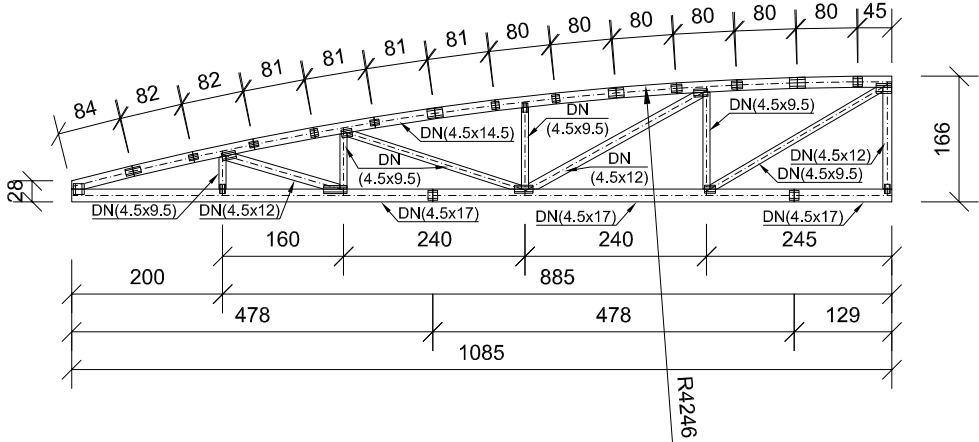 84
82
82
81
81
81
81
80
80
80
80
80
80
45
DN(4.5x14.5)
DN
(4.5x9.5)
DN(4.5x9.5)
DN
(4.5x9.5)
DN
(4.5x12)
DN(4.5x12)
DN(4.5x9.5)
166
28
DN(4.5x9.5)
DN(4.5x12)
DN(4.5x17)
DN(4.5x17)
DN(4.5x17)
160
240
240
245
200
885
478
478
129
1085
R4246